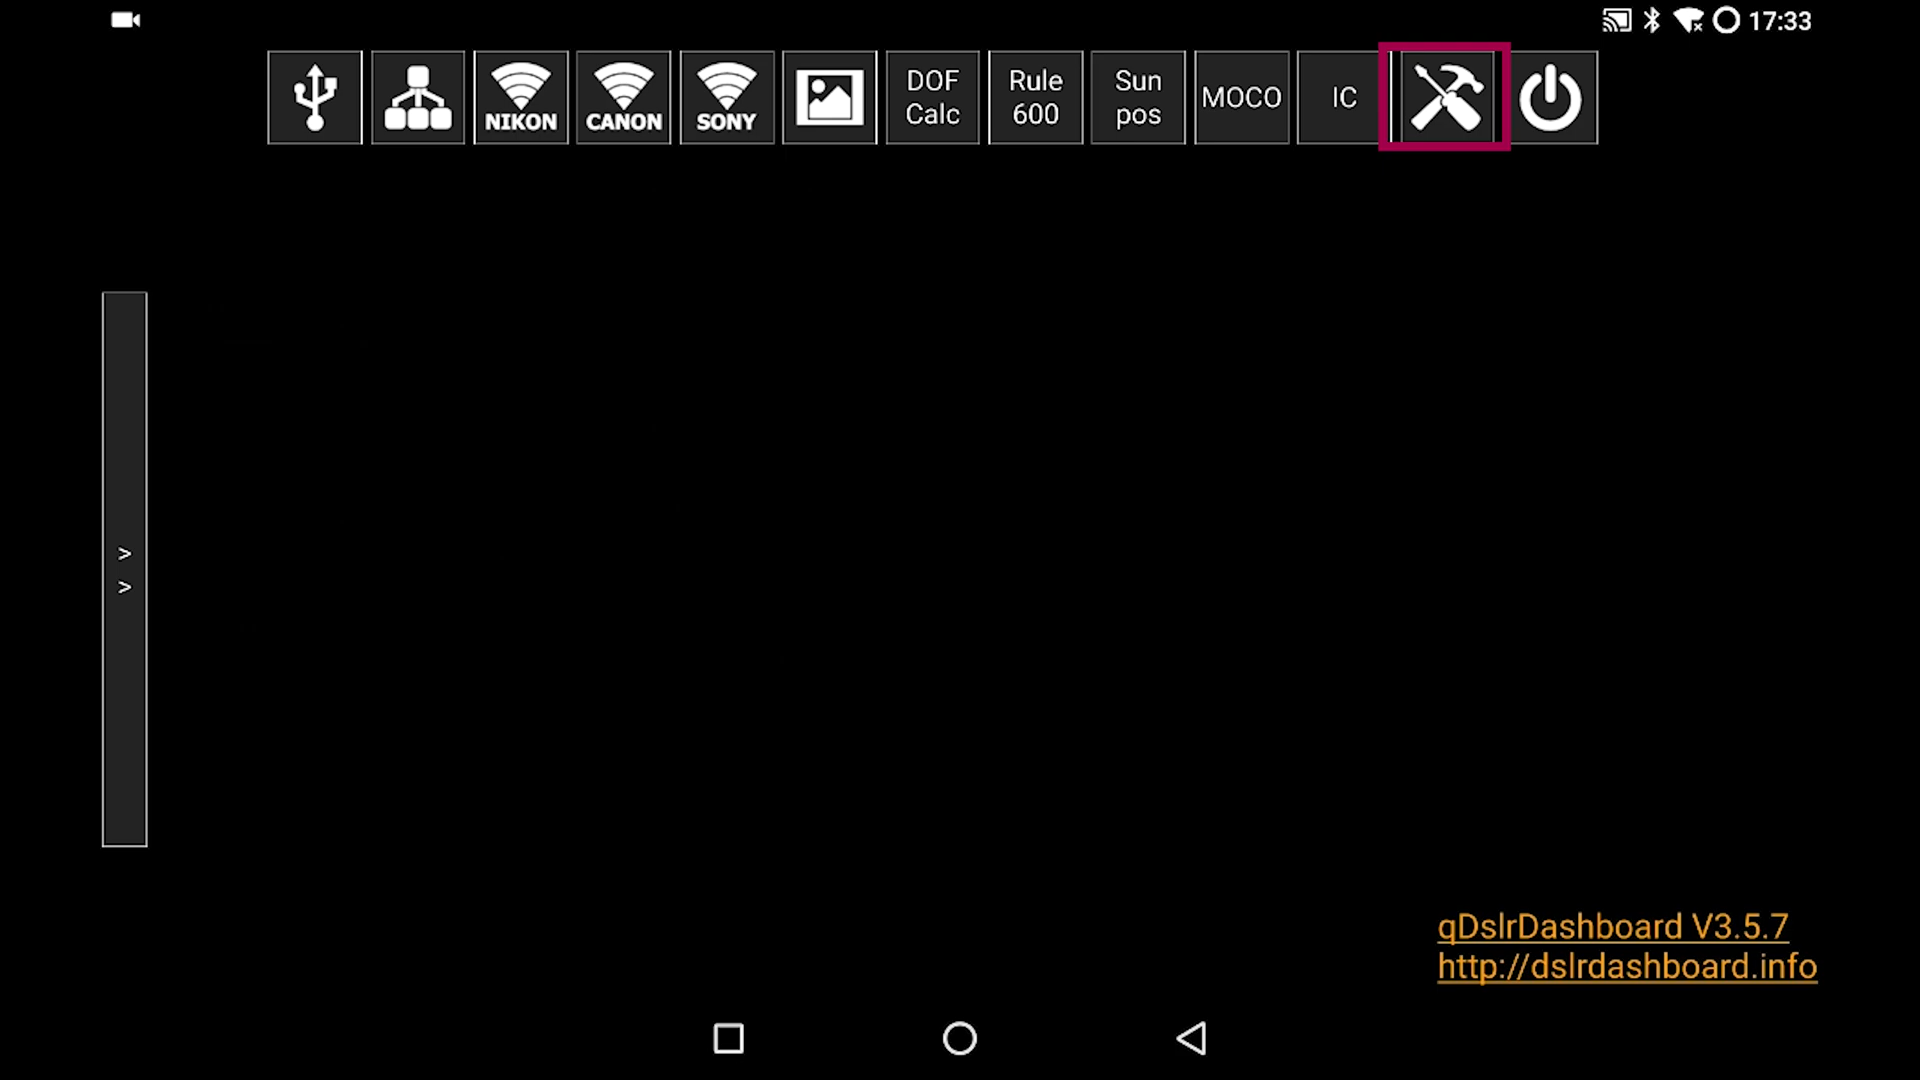 17:33
NIKON
CANON
SONY
DOF
Calc
Rule
600
Sun
pos
MOCO
IC
>
>
qDslrDashboard V3.5.7
http://dslrdashboard.info